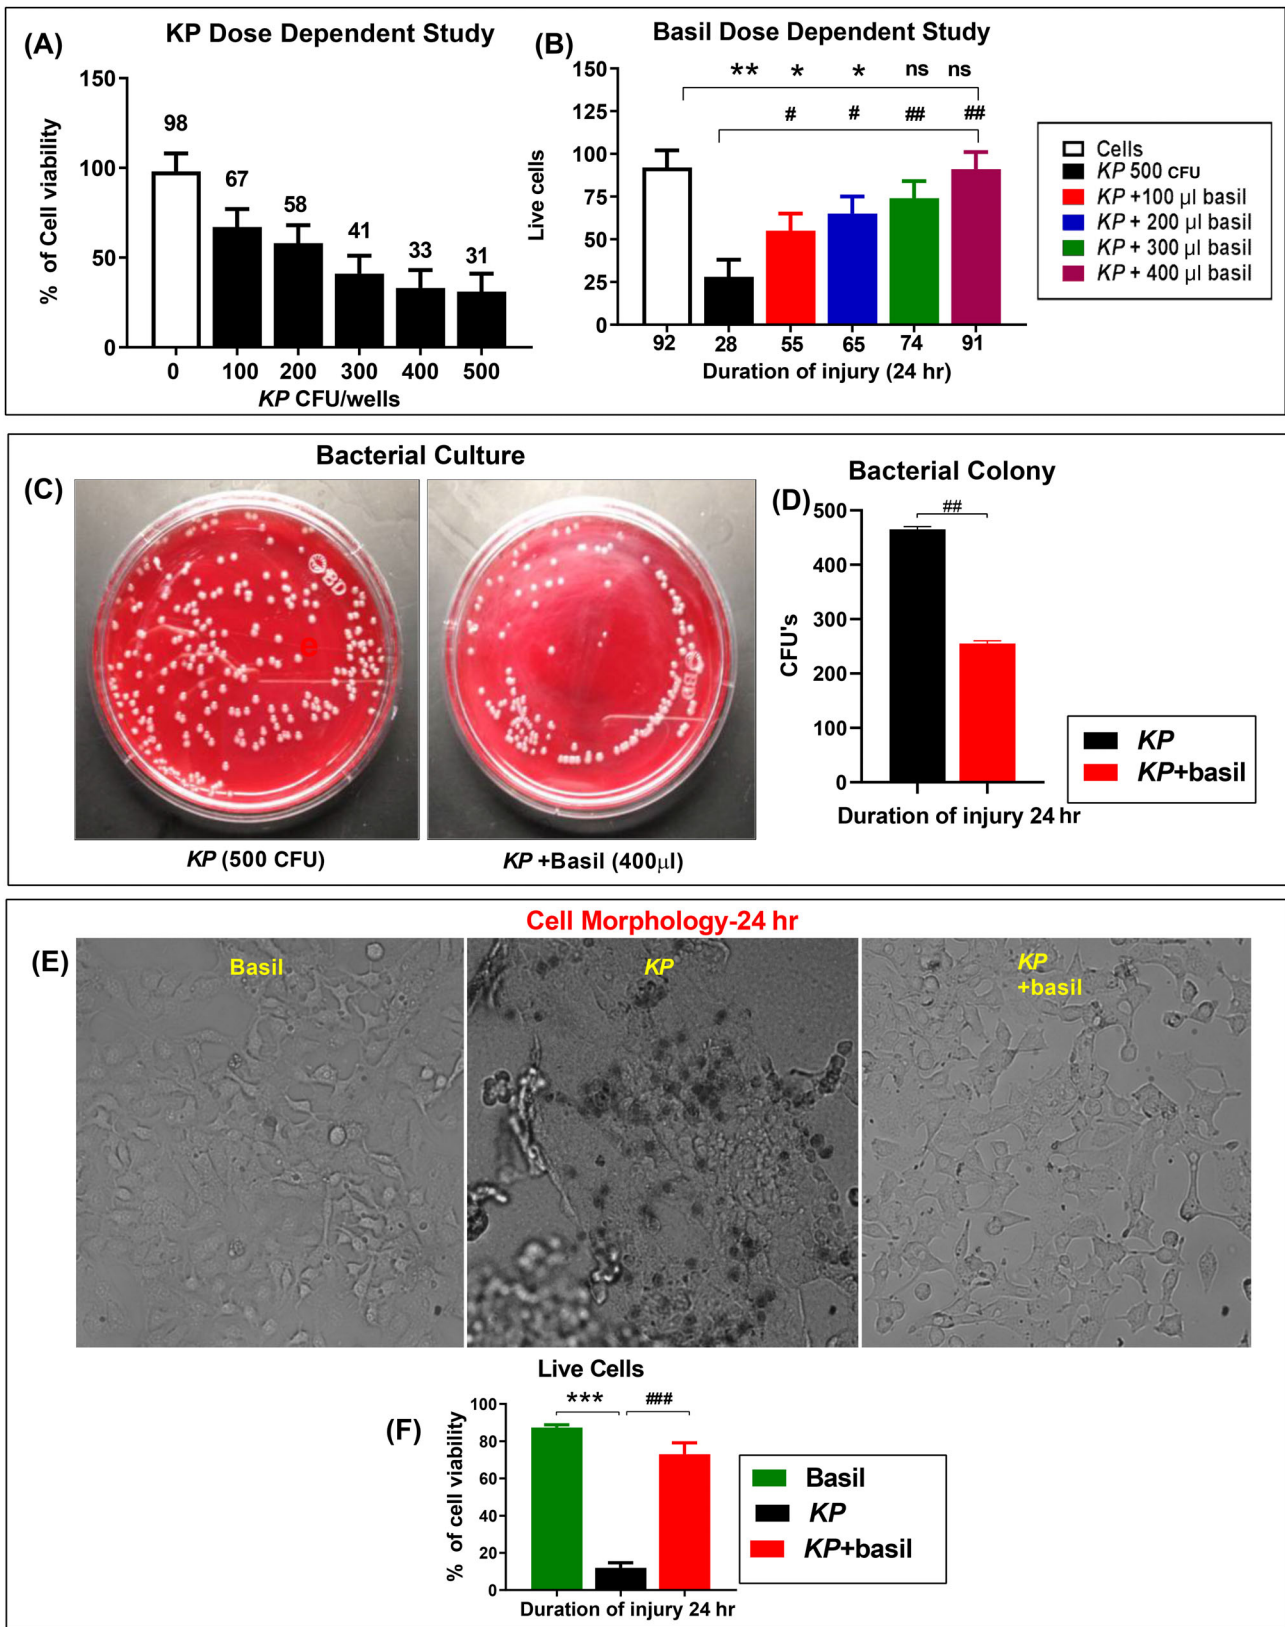 (A)
KP Dose Dependent Study
150
100
50
0
% of Cell viability
98
67
58
41
33
31
0 100 200 300 400 500
KP CFU/wells
(B)
Basil Dose Dependent Study
150
125
100
75
50
25
0
Live cells
** * * ns ns
# # ## ##
92 28 55 65 74 91
Duration of injury (24 hr)
Cells
KP 500 CFU
KP +100 µl basil
KP + 200 µl basil
KP + 300 µl basil
KP + 400 µl basil
Bacterial Culture
(C)
BD
e
BD
KP (500 CFU)
KP +Basil (400µl)
Bacterial Colony
(D)
500
400
300
200
100
0
CFU's
##
Duration of injury 24 hr
KP
KP+basil
Cell Morphology-24 hr
(E)
Basil
KP
KP
+basil
Live Cells
(F)
100
80
60
40
20
0
% of cell viability
*** ###
Duration of injury 24 hr
Basil
KP
KP+basil